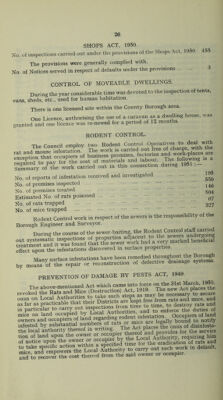 26
SHOPS ACT, 1950.
No. of inspections carried out under the provisions of the Shops Act, 1950 455
The provisions were generally complied with.
No. of Notices served in respect of defaults under the provisions ... 3
CONTROL OF MOVEABLE DWELLINGS.
During the year considerable time was devoted to the inspection of tents,
vans, sheds, etc., used for human habitation.
There is one licensed site within the County Borough area.
One Licence, authorising the use of a caravan as a dwelling house, was
granted and one licence was renewed for a period of 12 months.
RODENT CONTROL.
The Council employ two Rodent Control Operatives to deal with
rat and mouse infestation. The work is carried out free of charge, with the
exception that occupiers of business premises, factories and work-places are
required to pay for the cost of materials and labour. The following is a
Summary of the work carried out in this connection during 1951 :—
No. of reports of infestation received and investigated
No. of premises inspected
No. of premises treated 146
Estimated No. of rats poisoned
No. of rats trapped 67
No. of mice trapped 327
Rodent Control work in respect of the sewers is the responsibility of the
Borough Engineer and Surveyor.
During the course of the sewer baiting, the Rodent Control staff carried
out systematic inspections of properties adjacent to the sewers undergoing
treatment and it was found that the sewer work had a very marked beneficial
effect upon the infestations discovered in surface properties.
Many surface infestations have been remedied throughout the Borough
by means of the repair or reconstruction of defective drainage systems.
PREVENTION OF DAMAGE BY PESTS ACT, 1949.
The above-mentioned Act which came into force on the 31st March, 1950,
revoked the Rats and Mice (Destruction) Act, 1919. The new Act places the
onus on Local Authorities to take such steps as may be necessary to secure
as far as practicable that their Districts are kept free from rats and mice, and
in particular to carry out inspections from time to time, to destroy rats and
mice on land occupied by Local Authorities, and to enforce the duties of
owners and occupiers of land regarding rodent infestation. Occupiers of land
infested by substantial numbers of rats or mice are legally bound to notify
the local authority thereof in writing. The Act places the onus of disinfesta-
tion of land upon the owner or occupier thereof and provides for the service
of notice upon the owner or occupier by the Local Authority, requiring him
to take specific action within a specified time for the eradication of rats and
mice, and empowers the Local Authority to carry out such work in default,
and to recover the cost thereof from the said owner or occupier.